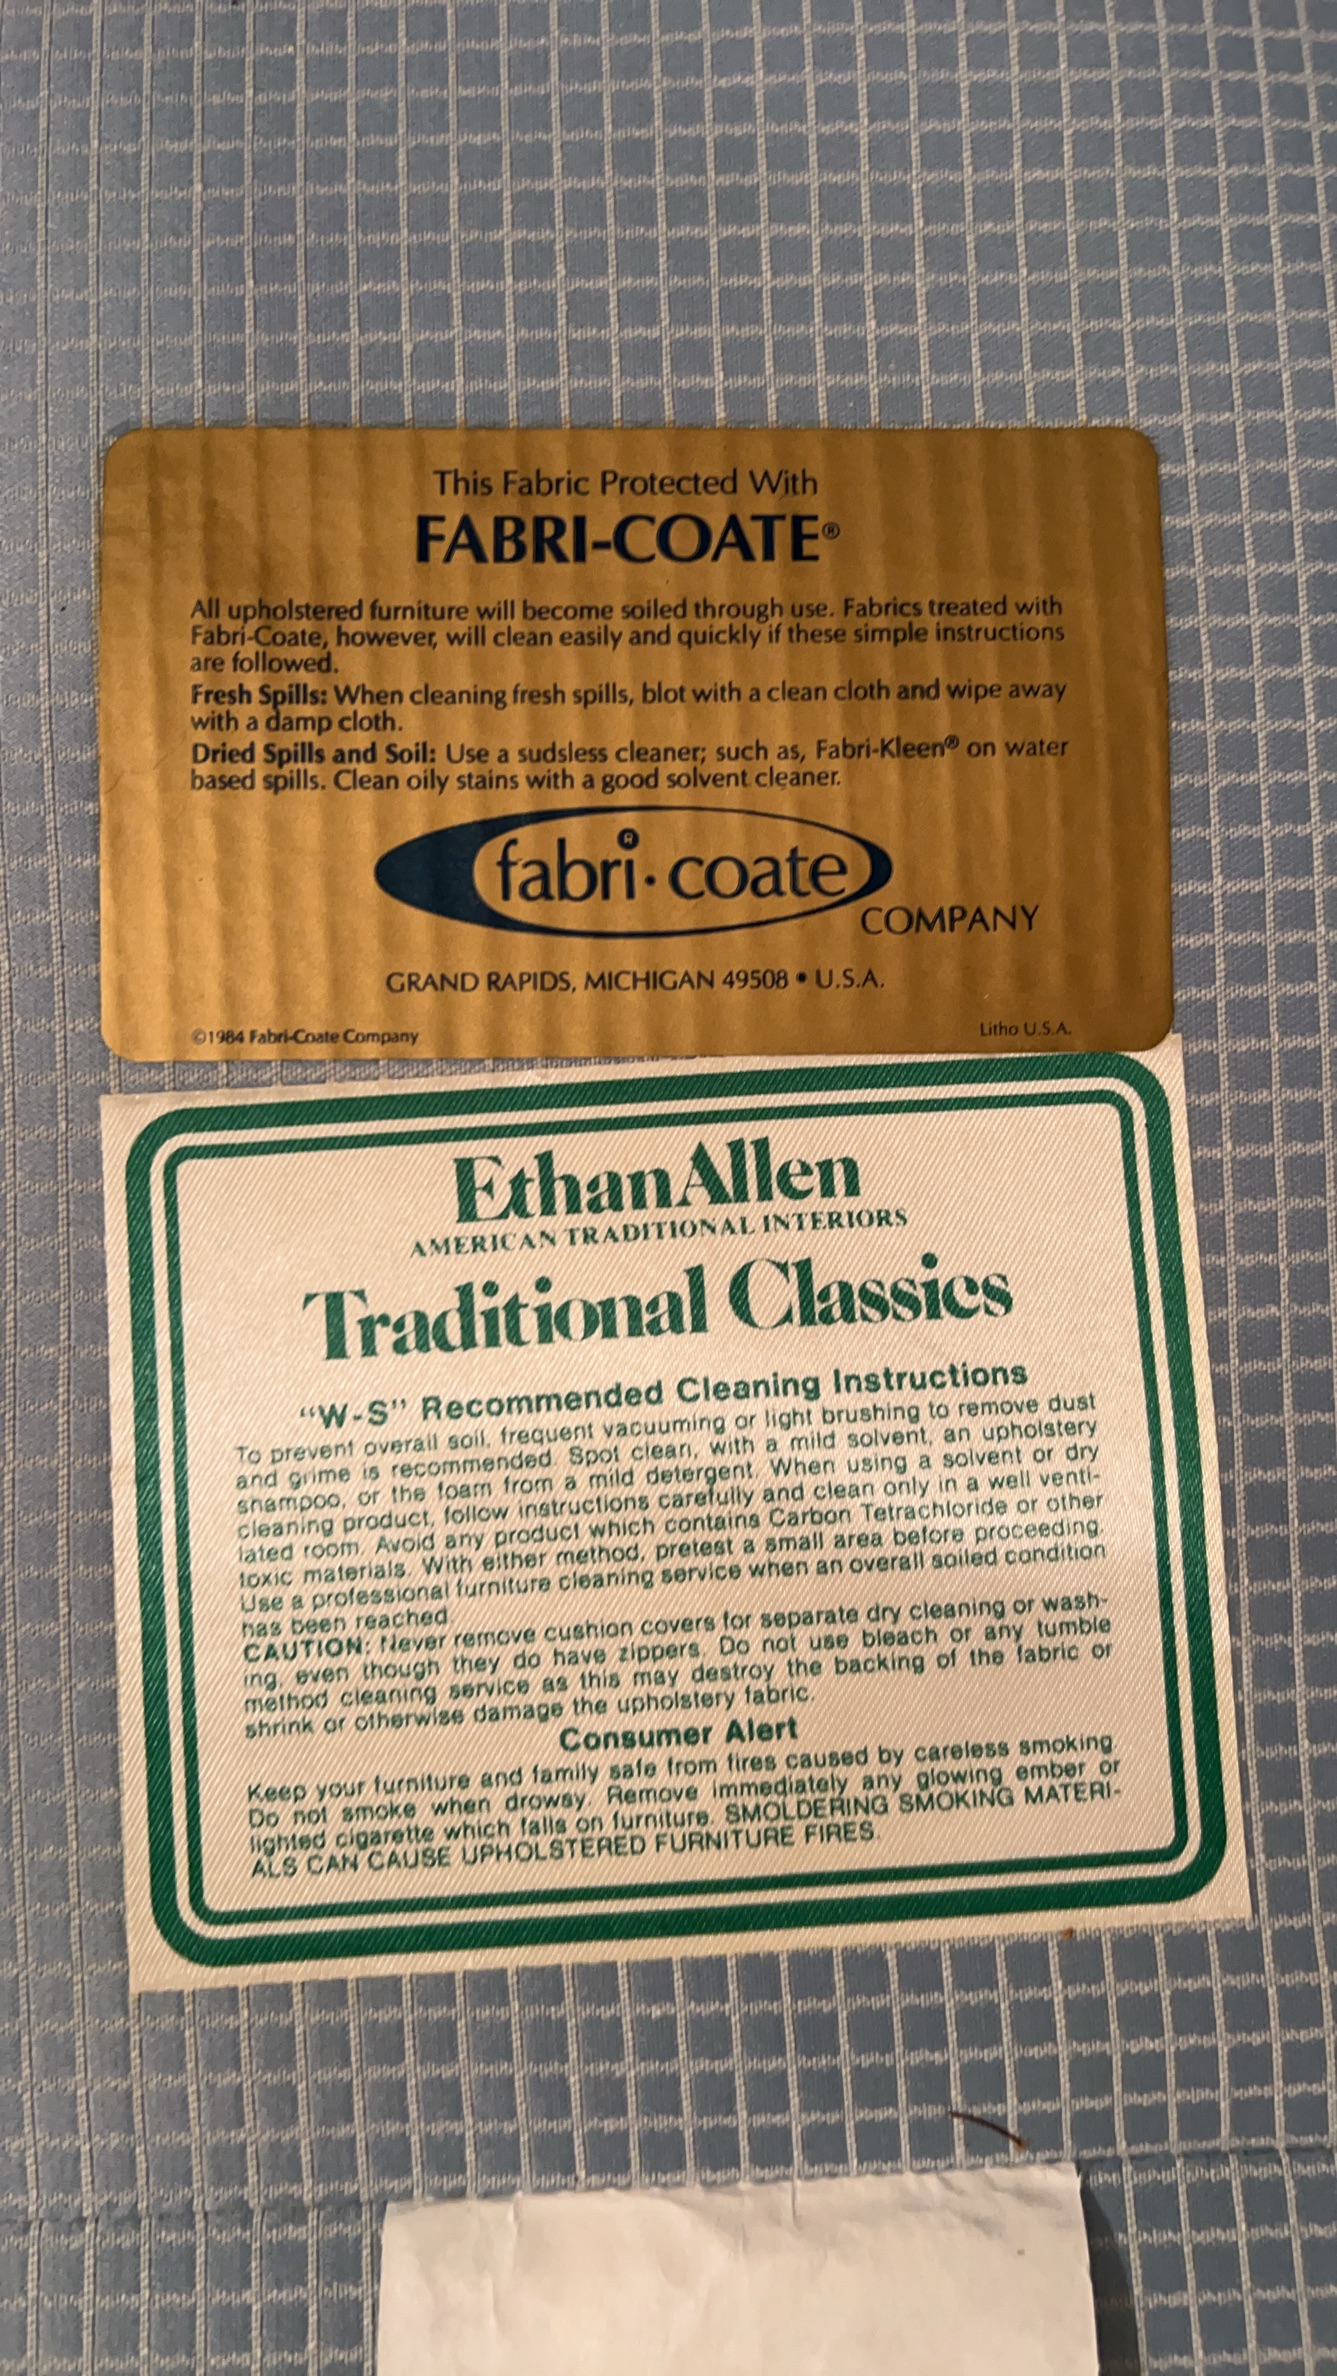 This Fabric Protected With
FABRI-COATE®
All upholstered furniture will become soiled through use. Fabrics treated with
Fabri-Coate, however, will clean easily and quickly if these simple instructions
are followed.
Fresh Spills: When cleaning fresh spills, blot with a clean cloth and wipe away
with a damp cloth.
Dried Spills and Soil: Use a sudsless cleaner; such as, Fabri-Kleen® on water
based spills. Clean oily stains with a good solvent cleaner.
fabri·coate®
COMPANY
GRAND RAPIDS, MICHIGAN 49508 • U.S.A.
©1984 Fabri-Coate Company
Litho U.S.A.
EthanAllen
AMERICAN TRADITIONAL INTERIORS
Traditional Classics
"W-S" Recommended Cleaning Instructions
To prevent overall soil, frequent vacuuming or light brushing to remove dust
and grime is recommended. Spot clean, with a mild solvent, an upholstery
shampoo, or the foam from a mild detergent. When using a solvent or dry
cleaning product, follow instructions carefully and clean only in a well venti-
lated room. Avoid any product which contains Carbon Tetrachloride or other
toxic materials. With either method, pretest a small area before proceeding.
Use a professional furniture cleaning service when an overall soiled condition
has been reached.
CAUTION: Never remove cushion covers for separate dry cleaning or wash-
ing, even though they do have zippers. Do not use bleach or any tumble
method cleaning service as this may destroy the backing of the fabric or
shrink or otherwise damage the upholstery fabric.
Consumer Alert
Keep your furniture and family safe from fires caused by careless smoking.
Do not smoke when drowsy. Remove immediately any glowing ember or
lighted cigarette which falls on furniture. SMOLDERING SMOKING MATERI-
ALS CAN CAUSE UPHOLSTERED FURNITURE FIRES.